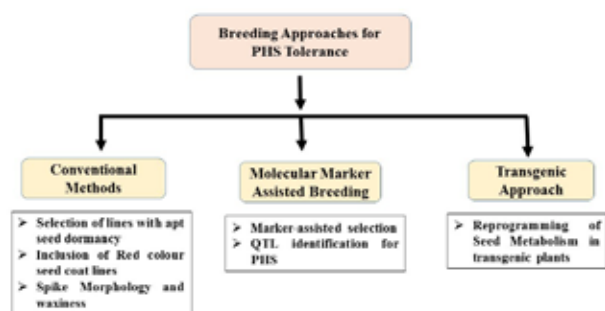 Breeding Approaches for
PHS Tolerance
Conventional
Methods
➢ Selection of lines with apt
seed dormancy
➢ Inclusion of Red colour
seed coat lines
➢ Spike Morphology and
waxiness
Molecular Marker
Assisted Breeding
➢ Marker-assisted selection
➢ QTL identification for
PHS
Transgenic
Approach
➢ Reprogramming of
Seed Metabolism in
transgenic plants